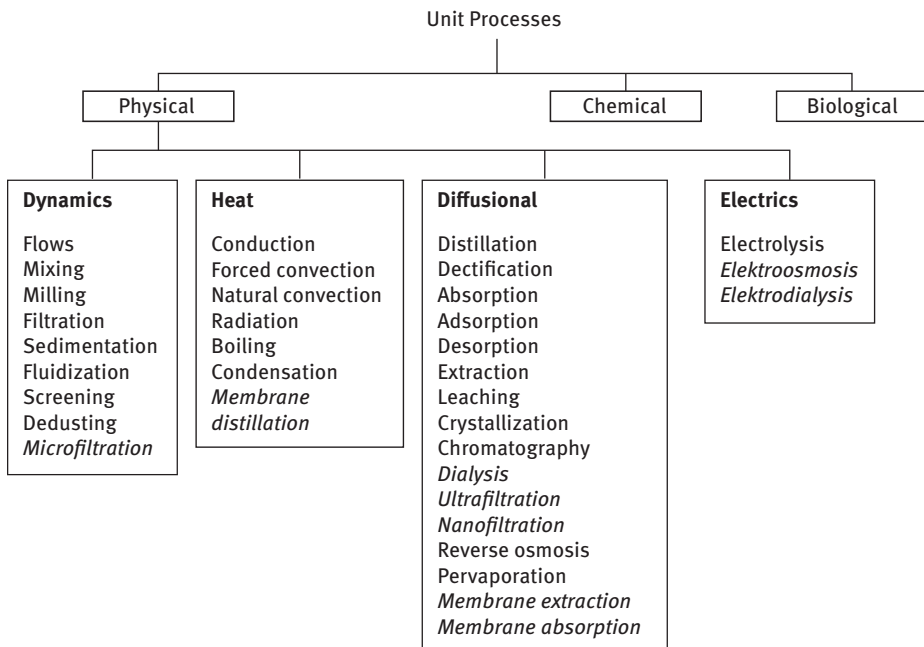 Unit Processes
Physical
Chemical
Biological
Dynamics
Flows
Mixing
Milling
Filtration
Sedimentation
Fluidization
Screening
Dedusting
Microfiltration
Heat
Conduction
Forced convection
Natural convection
Radiation
Boiling
Condensation
Membrane
distillation
Diffusional
Distillation
Dectification
Absorption
Adsorption
Desorption
Extraction
Leaching
Crystallization
Chromatography
Dialysis
Ultrafiltration
Nanofiltration
Reverse osmosis
Pervaporation
Membrane extraction
Membrane absorption
Electrics
Electrolysis
Elektroosmosis
Elektrodialysis